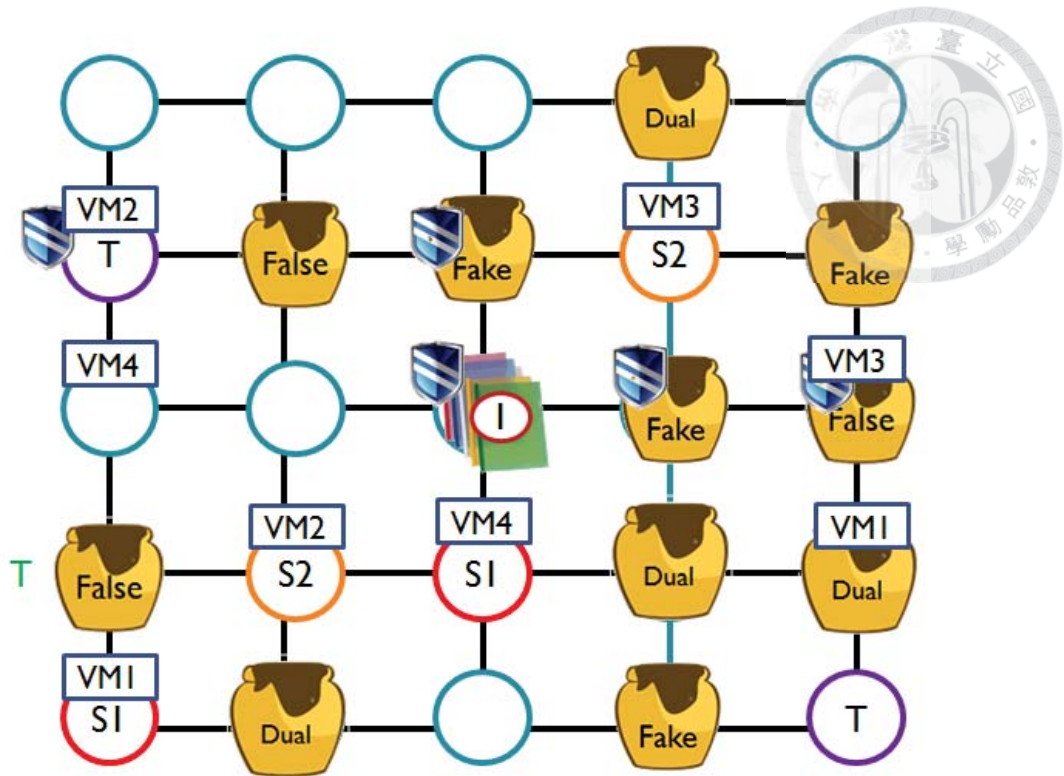 Dual
VM2
VM3
T
False
Fake
S2
Fake
VM4
VM3
I
Fake
False
VM2
VM4
VM1
T
False
S2
S1
Dual
Dual
VM1
S1
Dual
Fake
T